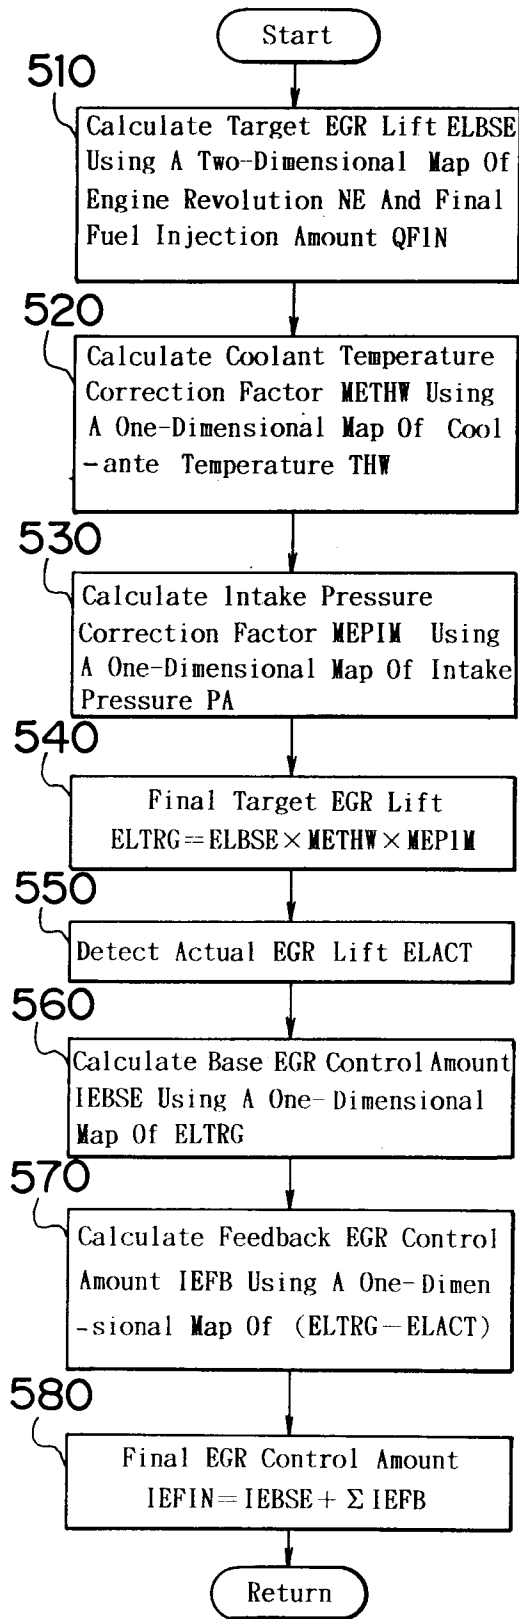 Start
510
Calculate Target EGR Lift ELBSE
Using A Two-Dimensional Map Of
Engine Revolution NE And Final
Fuel Injection Amount QF1N
520
Calculate Coolant Temperature
Correction Factor METHW Using
A One-Dimensional Map Of Cool
-ante Temperature THW
530
Calculate Intake Pressure
Correction Factor MEPIM Using
A One-Dimensional Map Of Intake
Pressure PA
540
Final Target EGR Lift
ELTRG=ELBSE×METHW×MEP1M
550
Detect Actual EGR Lift ELACT
560
Calculate Base EGR Control Amount
IEBSE Using A One-Dimensional
Map Of ELTRG
570
Calculate Feedback EGR Control
Amount IEFB Using A One-Dimen
-sional Map Of (ELTRG-ELACT)
580
Final EGR Control Amount
IEFIN=IEBSE+ΣIEFB
Return